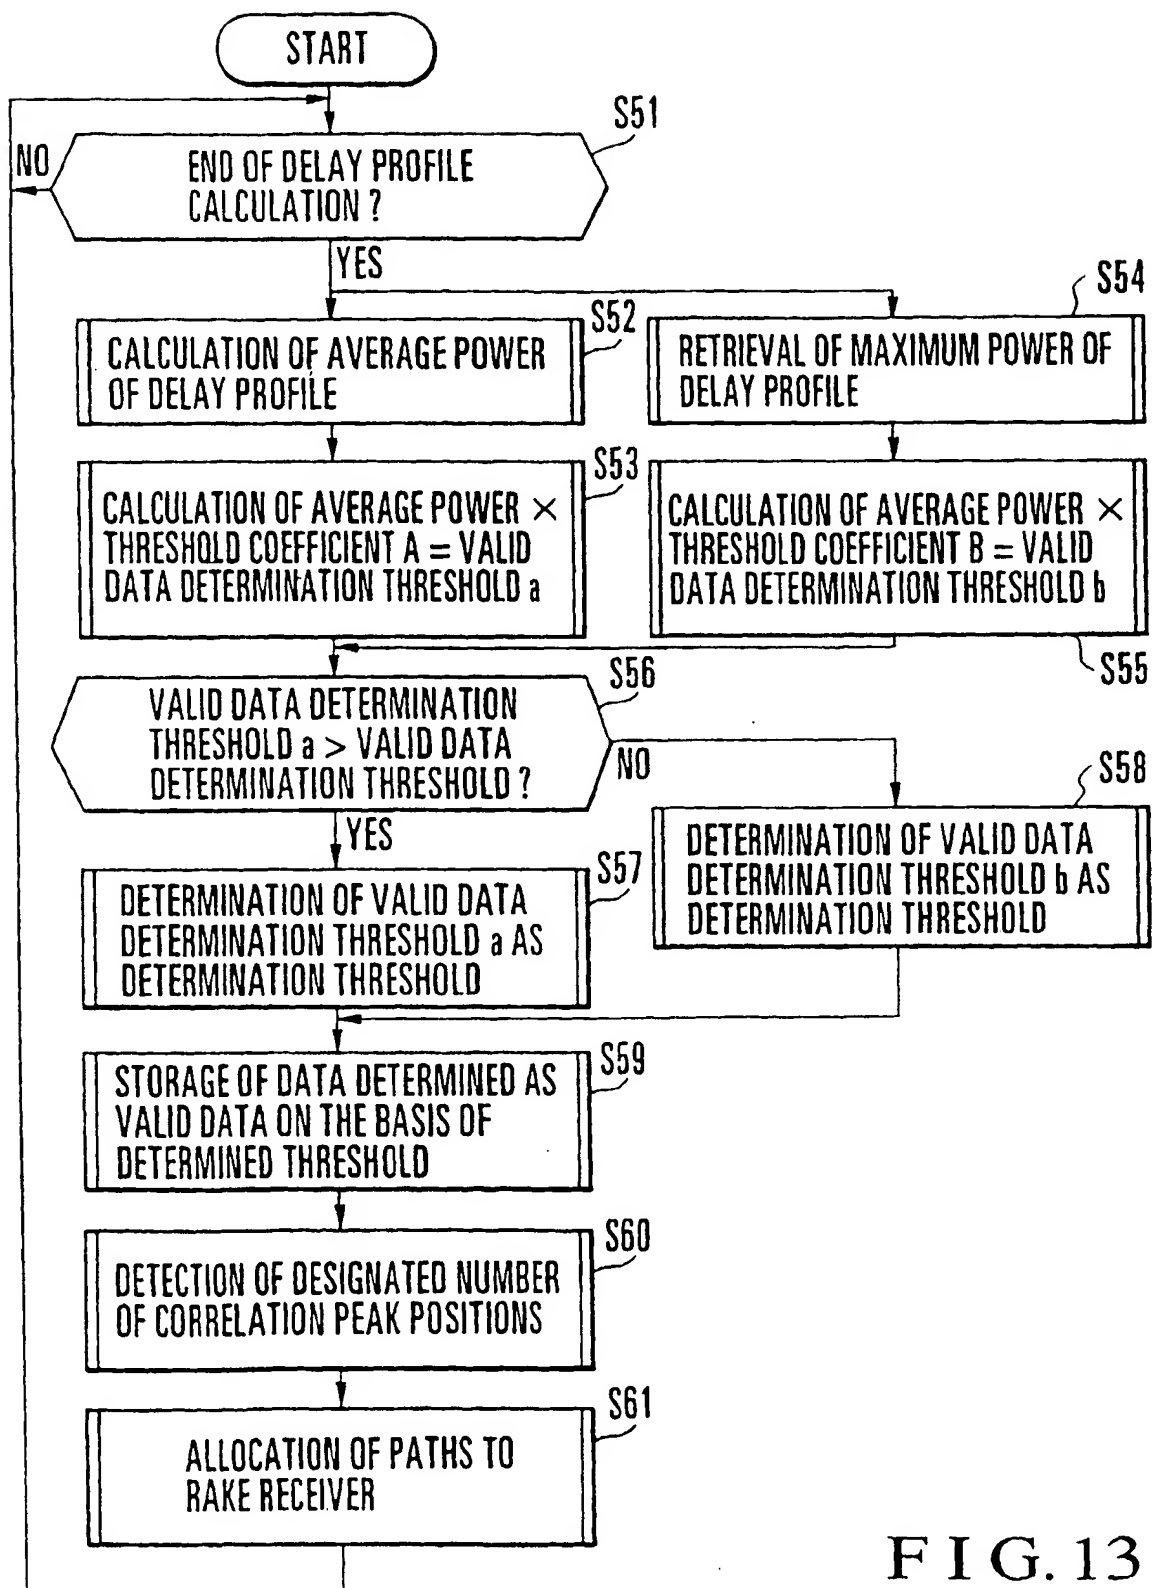 START
S51
NO
END OF DELAY PROFILE
CALCULATION ?
YES
S54
S52
CALCULATION OF AVERAGE POWER
OF DELAY PROFILE
RETRIEVAL OF MAXIMUM POWER OF
DELAY PROFILE
S53
CALCULATION OF AVERAGE POWER ×
THRESHOLD COEFFICIENT A = VALID
DATA DETERMINATION THRESHOLD a
CALCULATION OF AVERAGE POWER ×
THRESHOLD COEFFICIENT B = VALID
DATA DETERMINATION THRESHOLD b
S55
S56
VALID DATA DETERMINATION
THRESHOLD a > VALID DATA
DETERMINATION THRESHOLD ?
NO
YES
S58
DETERMINATION OF VALID DATA
DETERMINATION THRESHOLD b AS
DETERMINATION THRESHOLD
S57
DETERMINATION OF VALID DATA
DETERMINATION THRESHOLD a AS
DETERMINATION THRESHOLD
S59
STORAGE OF DATA DETERMINED AS
VALID DATA ON THE BASIS OF
DETERMINED THRESHOLD
S60
DETECTION OF DESIGNATED NUMBER
OF CORRELATION PEAK POSITIONS
S61
ALLOCATION OF PATHS TO
RAKE RECEIVER
FIG. 13